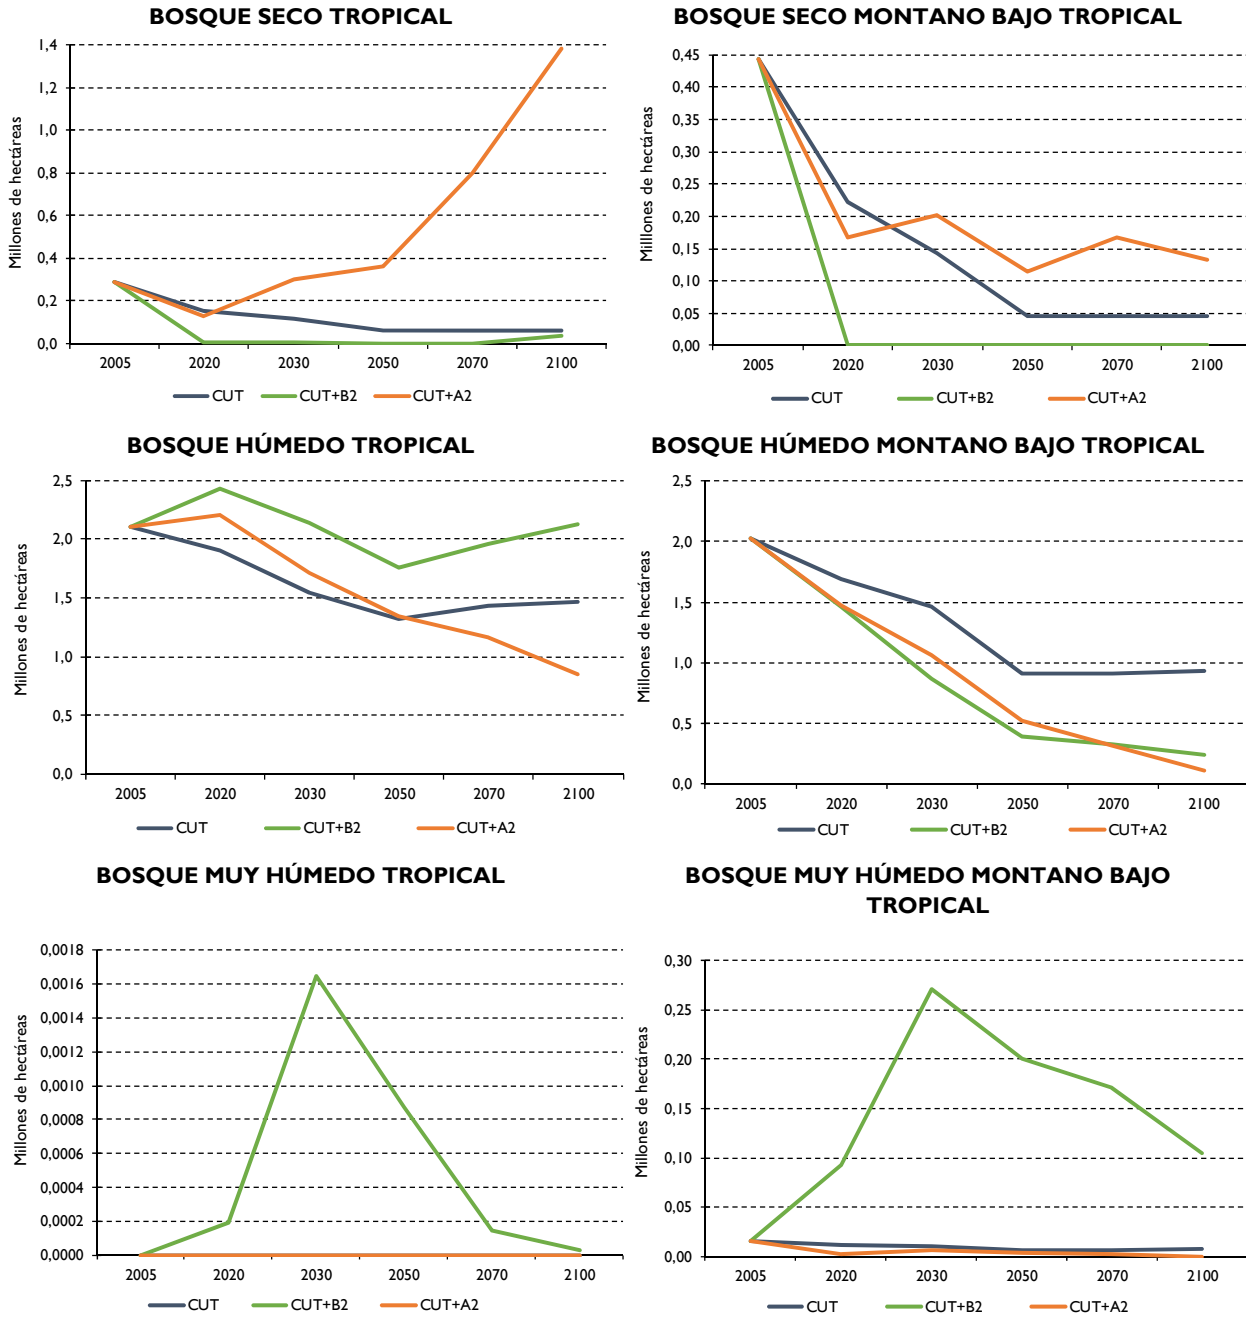 BOSQUE SECO TROPICAL
Millones de hectáreas
1,4
1,2
1,0
0,8
0,6
0,4
0,2
0,0
2005 2020 2030 2050 2070 2100
CUT CUT+B2 CUT+A2
BOSQUE SECO MONTANO BAJO TROPICAL
Milllones de hectáreas
0,45
0,40
0,35
0,30
0,25
0,20
0,15
0,10
0,05
0,00
2005 2020 2030 2050 2070 2100
CUT CUT+B2 CUT+A2
BOSQUE HÚMEDO TROPICAL
Millones de hectáreas
2,5
2,0
1,5
1,0
0,5
0,0
2005 2020 2030 2050 2070 2100
CUT CUT+B2 CUT+A2
BOSQUE HÚMEDO MONTANO BAJO TROPICAL
Millones de hectáreas
2,5
2,0
1,5
1,0
0,5
0,0
2005 2020 2030 2050 2070 2100
CUT CUT+B2 CUT+A2
BOSQUE MUY HÚMEDO TROPICAL
Millones de hectáreas
0,0018
0,0016
0,0014
0,0012
0,0010
0,0008
0,0006
0,0004
0,0002
0,0000
2005 2020 2030 2050 2070 2100
CUT CUT+B2 CUT+A2
BOSQUE MUY HÚMEDO MONTANO BAJO
TROPICAL
Millones de hectáreas
0,30
0,25
0,20
0,15
0,10
0,05
0,00
2005 2020 2030 2050 2070 2100
CUT CUT+B2 CUT+A2